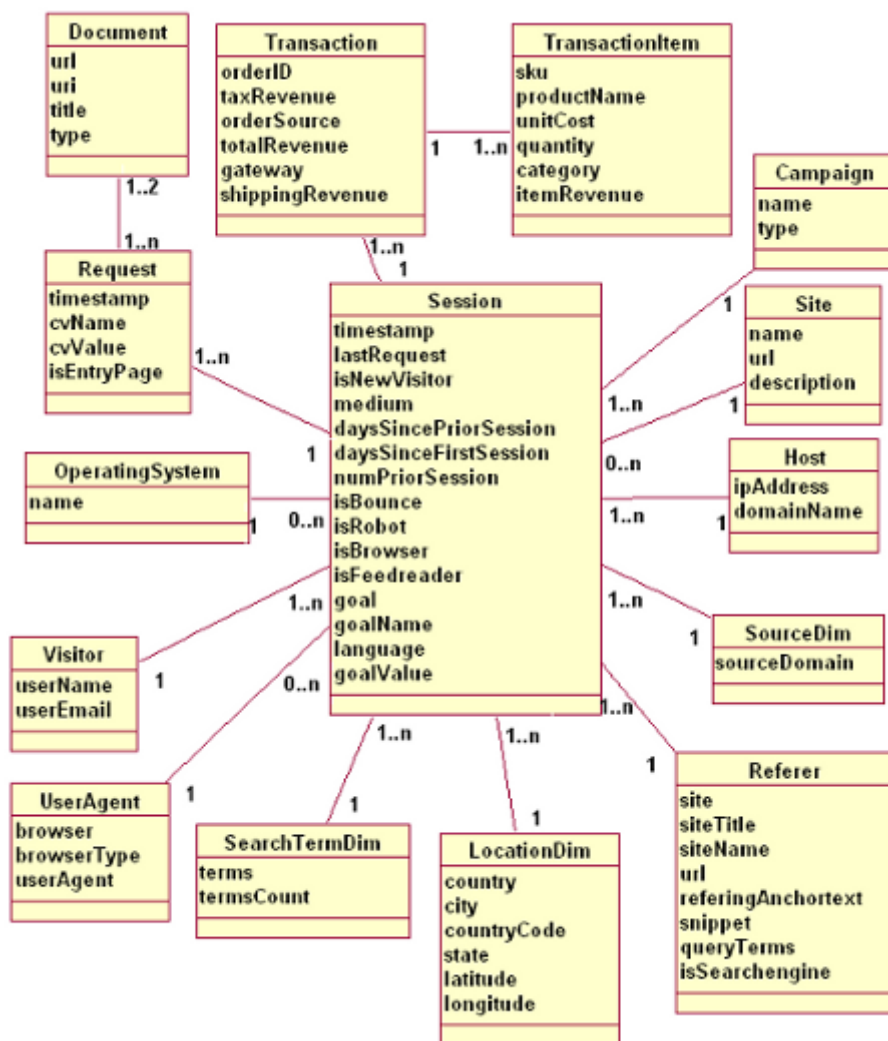 Document
url
uri
title
type
1..2
1..n
Transaction
orderID
taxRevenue
orderSource
totalRevenue
gateway
shippingRevenue
1
1..n
TransactionItem
sku
productName
unitCost
quantity
category
itemRevenue
Campaign
name
type
1
1..n
Request
timestamp
cvName
cvValue
isEntryPage
1..n
1
1..n
1
Session
timestamp
lastRequest
isNewVisitor
medium
daysSincePriorSession
daysSinceFirstSession
numPriorSession
isBounce
isRobot
isBrowser
isFeedreader
goal
goalName
language
goalValue
Site
name
url
description
1
0..n
OperatingSystem
name
1
0..n
Host
ipAddress
domainName
1..n
1
Visitor
userName
userEmail
1..n
1
SourceDim
sourceDomain
1..n
1
UserAgent
browser
browserType
userAgent
0..n
1
SearchTermDim
terms
termsCount
1..n
1
LocationDim
country
city
countryCode
state
latitude
longitude
1..n
1
Referer
site
siteTitle
siteName
url
referingAnchortext
snippet
queryTerms
isSearchengine
1..n
1